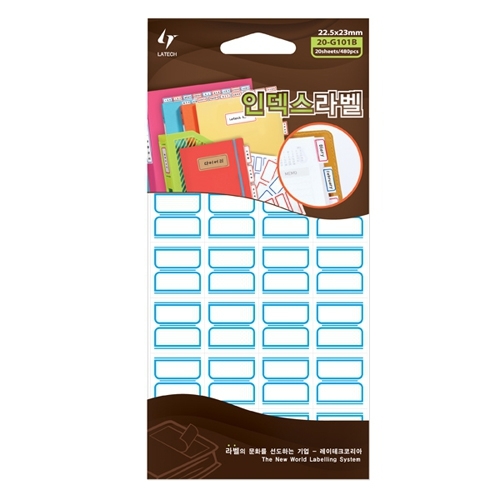 LATECH
22.5x23mm
20-G101B
20sheets/480pcs
인덱스라벨
MEMO
라벨의 문화를 선도하는 기업 - 레이테크코리아
The New World Labelling System